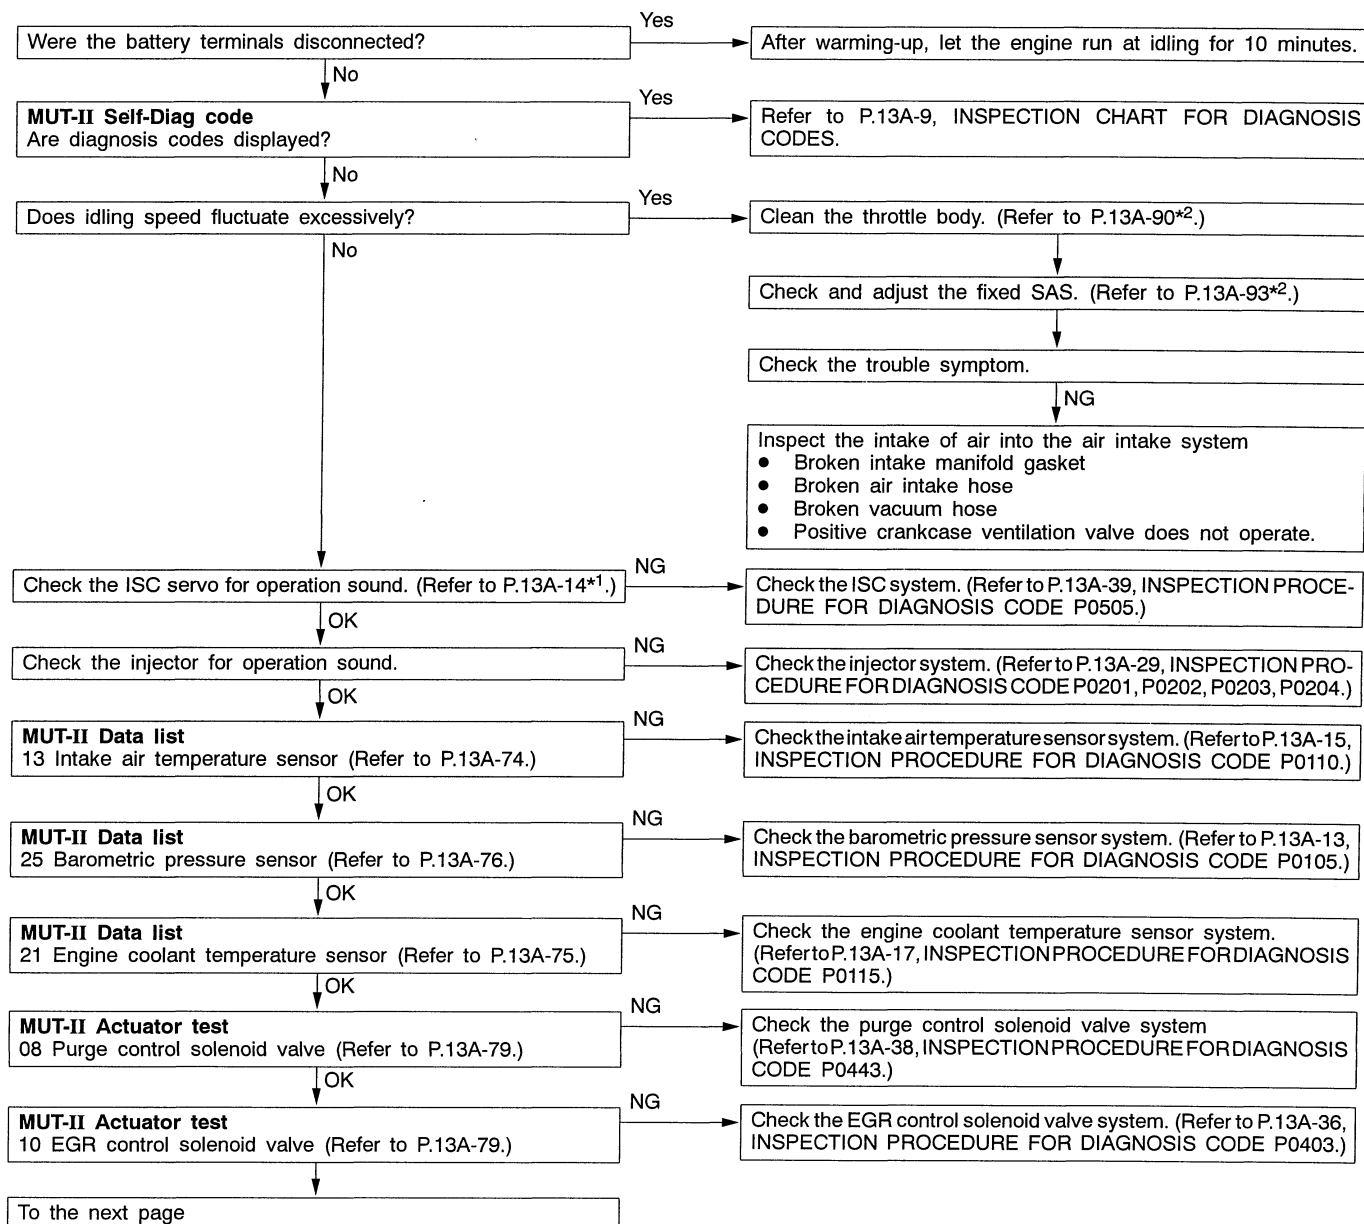 Were the battery terminals disconnected?
Yes
After warming-up, let the engine run at idling for 10 minutes.
No
MUT-II Self-Diag code
Are diagnosis codes displayed?
Yes
Refer to P.13A-9, INSPECTION CHART FOR DIAGNOSIS
CODES.
No
Does idling speed fluctuate excessively?
Yes
Clean the throttle body. (Refer to P.13A-90*2.)
No
Check and adjust the fixed SAS. (Refer to P.13A-93*2.)
Check the trouble symptom.
NG
Inspect the intake of air into the air intake system
● Broken intake manifold gasket
● Broken air intake hose
● Broken vacuum hose
● Positive crankcase ventilation valve does not operate.
Check the ISC servo for operation sound. (Refer to P.13A-14*1.)
NG
Check the ISC system. (Refer to P.13A-39, INSPECTION PROCE-
DURE FOR DIAGNOSIS CODE P0505.)
OK
Check the injector for operation sound.
NG
Check the injector system. (Refer to P.13A-29, INSPECTION PRO-
CEDURE FOR DIAGNOSIS CODE P0201, P0202, P0203, P0204.)
OK
MUT-II Data list
13 Intake air temperature sensor (Refer to P.13A-74.)
NG
Check the intake air temperature sensor system. (Refer to P.13A-15,
INSPECTION PROCEDURE FOR DIAGNOSIS CODE P0110.)
OK
MUT-II Data list
25 Barometric pressure sensor (Refer to P.13A-76.)
NG
Check the barometric pressure sensor system. (Refer to P.13A-13,
INSPECTION PROCEDURE FOR DIAGNOSIS CODE P0105.)
OK
MUT-II Data list
21 Engine coolant temperature sensor (Refer to P.13A-75.)
NG
Check the engine coolant temperature sensor system.
(Refer to P.13A-17, INSPECTION PROCEDURE FOR DIAGNOSIS
CODE P0115.)
OK
MUT-II Actuator test
08 Purge control solenoid valve (Refer to P.13A-79.)
NG
Check the purge control solenoid valve system
(Refer to P.13A-38, INSPECTION PROCEDURE FOR DIAGNOSIS
CODE P0443.)
OK
MUT-II Actuator test
10 EGR control solenoid valve (Refer to P.13A-79.)
NG
Check the EGR control solenoid valve system. (Refer to P.13A-36,
INSPECTION PROCEDURE FOR DIAGNOSIS CODE P0403.)
To the next page